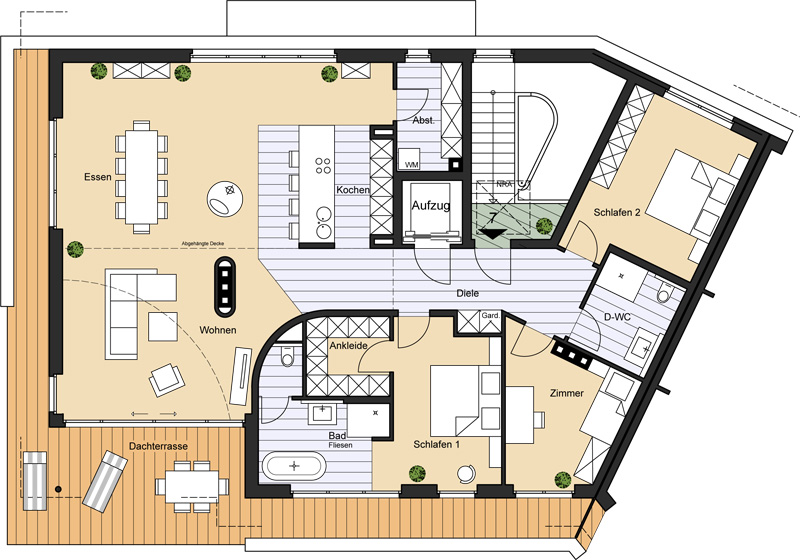 Abst.
WM
Essen
Kochen
Aufzug
NRA
7
Schlafen 2
Abgehängte Decke
Diele
D-WC
Wohnen
Gard.
Ankleide
Zimmer
Dachterrasse
Bad
Fliesen
Schlafen 1